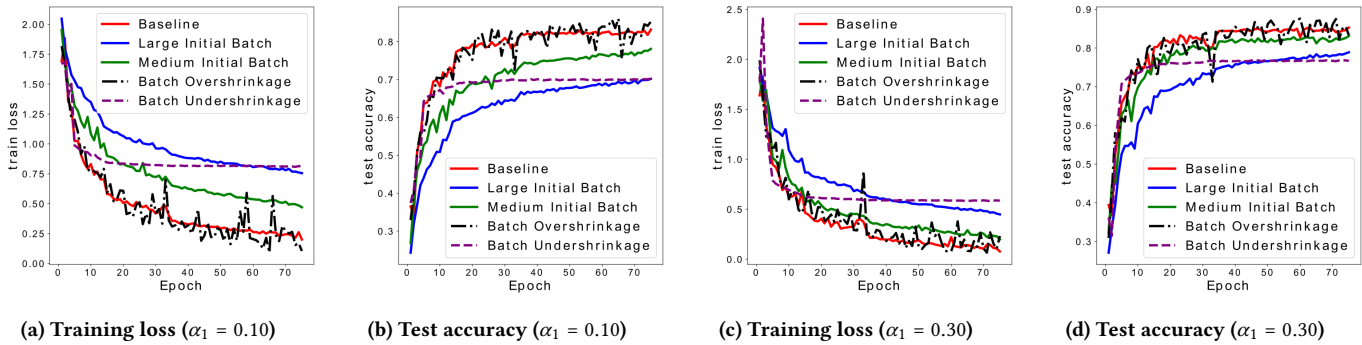 train loss
2.00
1.75
1.50
1.25
1.00
0.75
0.50
0.25
0.00
0
10
20
30
40
50
60
70
Epoch
Baseline
Large Initial Batch
Medium Initial Batch
Batch Overshrinkage
Batch Undershrinkage
(a) Training loss (α₁ = 0.10)
test accuracy
0.8
0.7
0.6
0.5
0.4
0.3
0
10
20
30
40
50
60
70
Epoch
Baseline
Large Initial Batch
Medium Initial Batch
Batch Overshrinkage
Batch Undershrinkage
(b) Test accuracy (α₁ = 0.10)
train loss
2.5
2.0
1.5
1.0
0.5
0.0
0
10
20
30
40
50
60
70
Epoch
Baseline
Large Initial Batch
Medium Initial Batch
Batch Overshrinkage
Batch Undershrinkage
(c) Training loss (α₁ = 0.30)
test accuracy
0.9
0.8
0.7
0.6
0.5
0.4
0.3
0
10
20
30
40
50
60
70
Epoch
Baseline
Large Initial Batch
Medium Initial Batch
Batch Overshrinkage
Batch Undershrinkage
(d) Test accuracy (α₁ = 0.30)